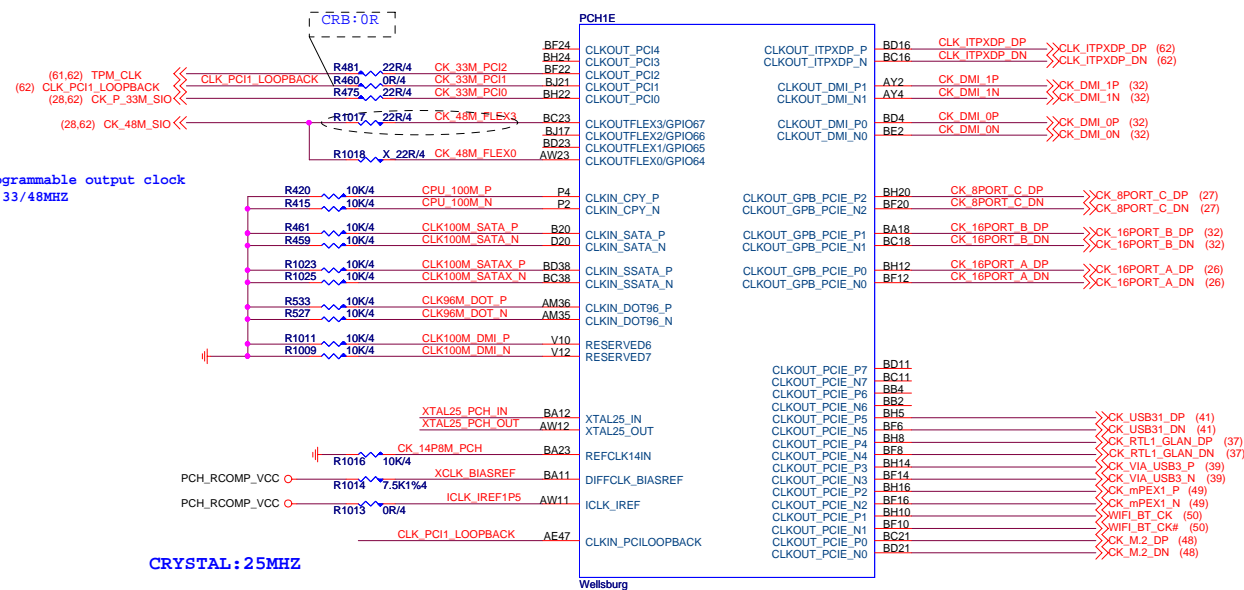 CRB:0R
PCH1E
BF24 CLKOUT_PCI4 CLKOUT_ITPXDP_P BD16 CLK_ITPXDP_DP CLK_ITPXDP_DP (62)
BH24 CLKOUT_PCI3 CLKOUT_ITPXDP_N BC16 CLK_ITPXDP_DN CLK_ITPXDP_DN (62)
(61,62) TPM_CLK R481 22R/4 CK_33M_PCI2 BF22 CLKOUT_PCI2
(62) CLK_PCI1_LOOPBACK CLK_PCI1_LOOPBACK R460 0R/4 CK_33M_PCI1 BJ21 CLKOUT_PCI1 CLKOUT_DMI_P1 AY2 CK_DMI_1P CK_DMI_1P (32)
(28,62) CK_P_33M_SIO R475 22R/4 CK_33M_PCI0 BH22 CLKOUT_PCI0 CLKOUT_DMI_N1 AY4 CK_DMI_1N CK_DMI_1N (32)
(28,62) CK_48M_SIO R1017 22R/4 CK_48M_FLEX3 BC23 CLKOUTFLEX3/GPIO67 CLKOUT_DMI_P0 BD4 CK_DMI_0P CK_DMI_0P (32)
BJ17 CLKOUTFLEX2/GPIO66 CLKOUT_DMI_N0 BE2 CK_DMI_0N CK_DMI_0N (32)
BD23 CLKOUTFLEX1/GPIO65
R1018 X_22R/4 CK_48M_FLEX0 AW23 CLKOUTFLEX0/GPIO64
ogrammable output clock
33/48MHZ
R420 10K/4 CPU_100M_P P4 CLKIN_CPY_P CLKOUT_GPB_PCIE_P2 BH20 CK_8PORT_C_DP CK_8PORT_C_DP (27)
R415 10K/4 CPU_100M_N P2 CLKIN_CPY_N CLKOUT_GPB_PCIE_N2 BF20 CK_8PORT_C_DN CK_8PORT_C_DN (27)
R461 10K/4 CLK100M_SATA_P B20 CLKIN_SATA_P CLKOUT_GPB_PCIE_P1 BA18 CK_16PORT_B_DP CK_16PORT_B_DP (32)
R459 10K/4 CLK100M_SATA_N D20 CLKIN_SATA_N CLKOUT_GPB_PCIE_N1 BC18 CK_16PORT_B_DN CK_16PORT_B_DN (32)
R1023 10K/4 CLK100M_SATAX_P BD38 CLKIN_SSATA_P CLKOUT_GPB_PCIE_P0 BH12 CK_16PORT_A_DP CK_16PORT_A_DP (26)
R1025 10K/4 CLK100M_SATAX_N BC38 CLKIN_SSATA_N CLKOUT_GPB_PCIE_N0 BF12 CK_16PORT_A_DN CK_16PORT_A_DN (26)
R533 10K/4 CLK96M_DOT_P AM36 CLKIN_DOT96_P
R527 10K/4 CLK96M_DOT_N AM35 CLKIN_DOT96_N
R1011 10K/4 CLK100M_DMI_P V10 RESERVED6
R1009 10K/4 CLK100M_DMI_N V12 RESERVED7
CLKOUT_PCIE_P7 BD11
CLKOUT_PCIE_N7 BC11
CLKOUT_PCIE_P6 BB4
CLKOUT_PCIE_N6 BB2
XTAL25_PCH_IN BA12 XTAL25_IN CLKOUT_PCIE_P5 BH5 CK_USB31_DP (41)
XTAL25_PCH_OUT AW12 XTAL25_OUT CLKOUT_PCIE_N5 BF6 CK_USB31_DN (41)
CLKOUT_PCIE_P4 BH8 CK_RTL1_GLAN_DP (37)
R1016 10K/4 CK_14P8M_PCH BA23 REFCLK14IN CLKOUT_PCIE_N4 BF8 CK_RTL1_GLAN_DN (37)
CLKOUT_PCIE_P3 BH14 CK_VIA_USB3_P (39)
PCH_RCOMP_VCC R1014 7.5K1%4 XCLK_BIASREF BA11 DIFFCLK_BIASREF CLKOUT_PCIE_N3 BF14 CK_VIA_USB3_N (39)
CLKOUT_PCIE_P2 BH16 CK_mPEX1_P (49)
PCH_RCOMP_VCC R1013 0R/4 ICLK_IREF1P5 AW11 ICLK_IREF CLKOUT_PCIE_N2 BF16 CK_mPEX1_N (49)
CLKOUT_PCIE_P1 BH10 WIFI_BT_CK (50)
CLKOUT_PCIE_N1 BF10 WIFI_BT_CK# (50)
CLK_PCI1_LOOPBACK AE47 CLKIN_PCILOOPBACK CLKOUT_PCIE_P0 BC21 CK_M.2_DP (48)
CLKOUT_PCIE_N0 BD21 CK_M.2_DN (48)
CRYSTAL:25MHZ
Wellsburg